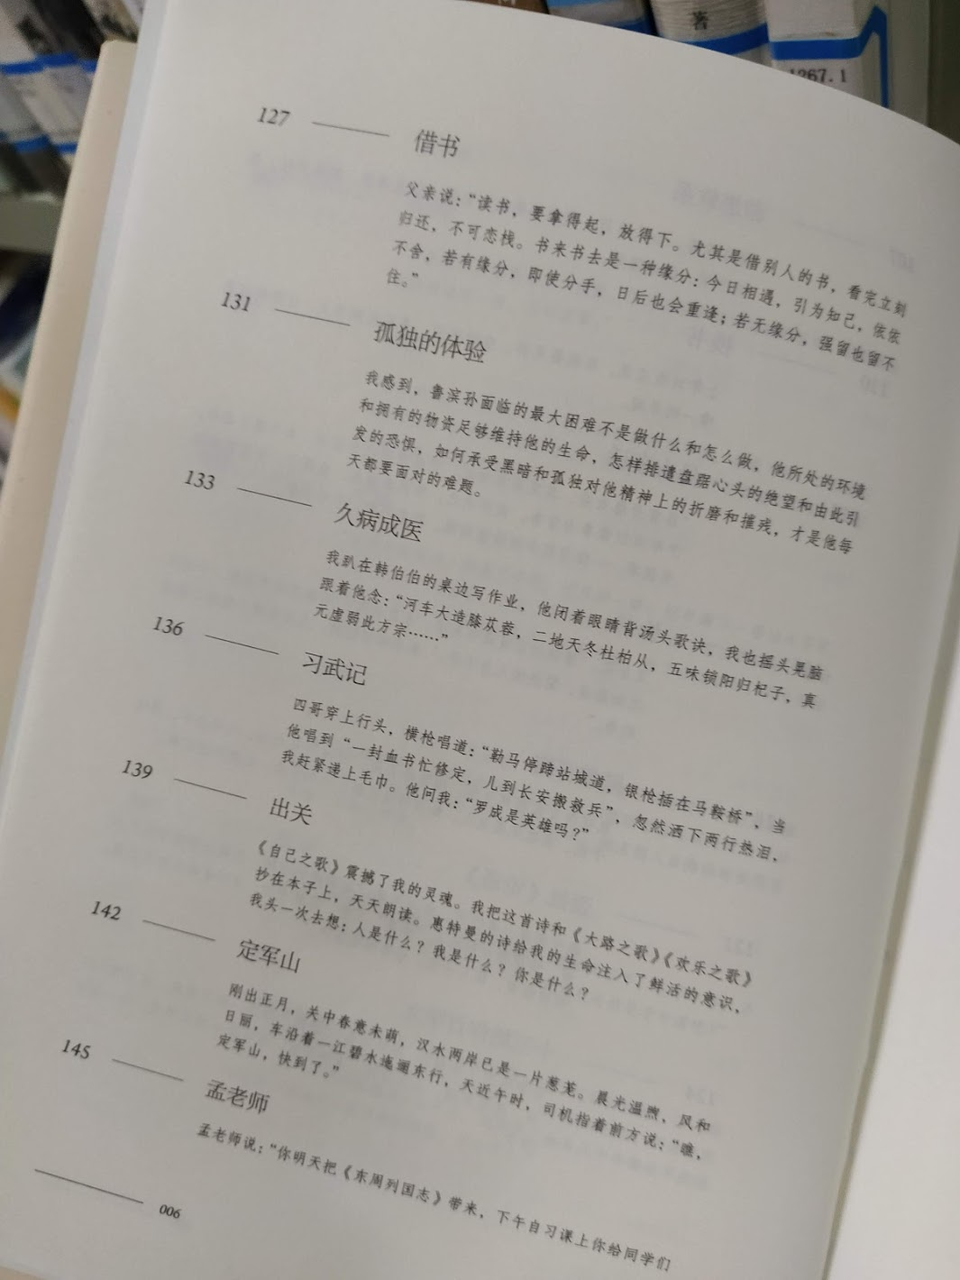 著
1267.1
127 借书
父亲说：“读书，要拿得起，放得下。尤其是借别人的书，看完立刻
归还，不可恋栈。书来书去是一种缘分：今日相遇，引为知己，依依
不舍，若有缘分，即使分手，日后也会重逢；若无缘分，强留也留不
住。”
131 孤独的体验
我感到，鲁滨孙面临的最大困难不是做什么和怎么做，他所处的环境
和拥有的物资足够维持他的生命，怎样排遣盘踞心头的绝望和由此引
发的恐惧，如何承受黑暗和孤独对他精神上的折磨和摧残，才是他每
天都要面对的难题。
133 久病成医
我趴在韩伯伯的桌边写作业，他闭着眼睛背汤头歌诀，我也摇头晃脑
跟着他念：“河车大造膝苁蓉，二地天冬杜柏从，五味锁阳归杞子，真
元虚弱此方宗……”
136 习武记
四哥穿上行头，横枪唱道：“勒马停蹄站城道，银枪插在马鞍桥”，当
他唱到“一封血书忙修定，儿到长安搬救兵”，忽然洒下两行热泪，
我赶紧递上毛巾。他问我：“罗成是英雄吗？”
139 出关
《自己之歌》震撼了我的灵魂。我把这首诗和《大路之歌》《欢乐之歌》
抄在本子上，天天朗读。惠特曼的诗给我的生命注入了鲜活的意识，
我头一次去想：人是什么？我是什么？你是什么？
142 定军山
刚出正月，关中春意未萌，汉水两岸已是一片葱茏。晨光温煦，风和
日丽，车沿着一江碧水迤逦东行，天近午时，司机指着前方说：“瞧，
定军山，快到了。”
145 孟老师
孟老师说：“你明天把《东周列国志》带来，下午自习课上你给同学们
006